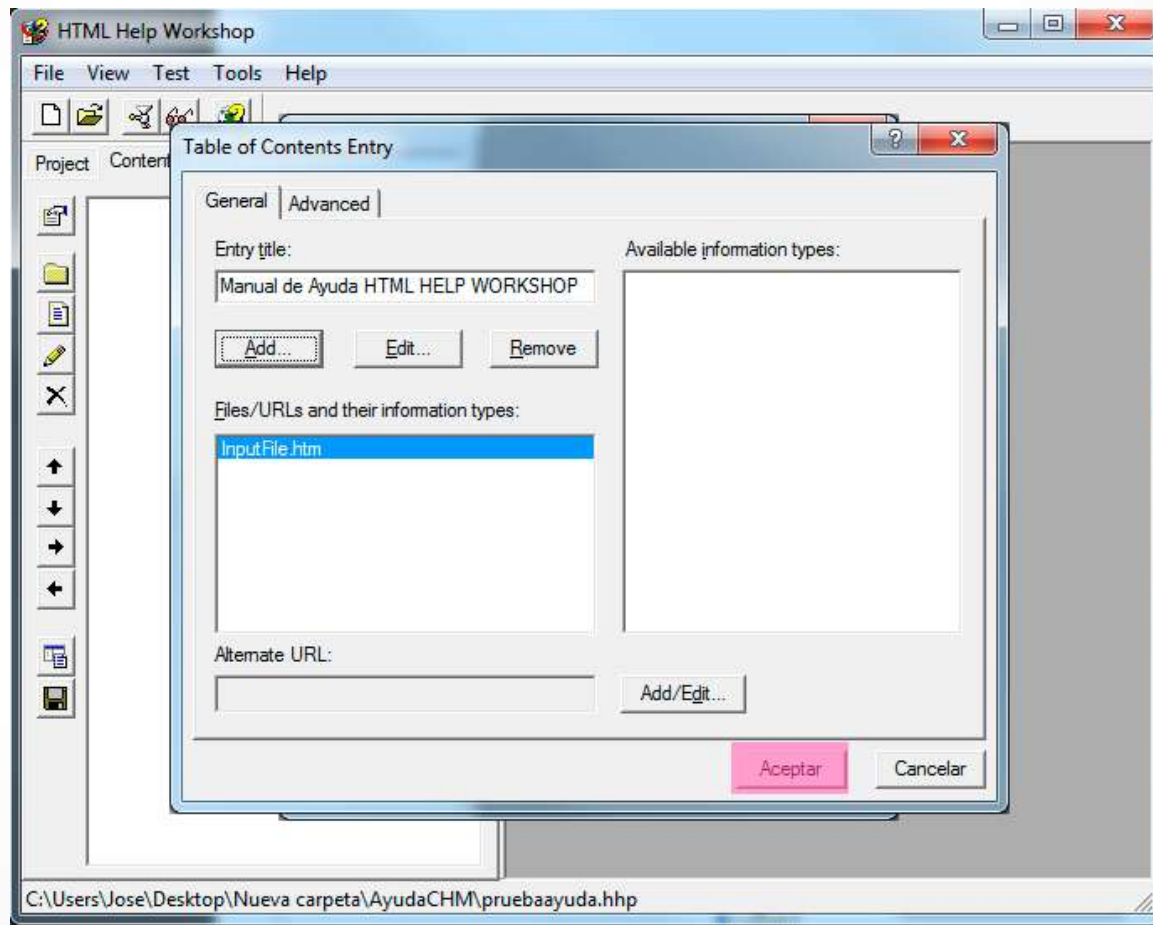 HTML Help Workshop
File View Test Tools Help
Project Content
Table of Contents Entry
General Advanced
Entry title:
Available information types:
Manual de Ayuda HTML HELP WORKSHOP
Add... Edit... Remove
Files/URLs and their information types:
InputFile.htm
Alternate URL:
Add/Edit...
Aceptar Cancelar
C:\Users\Jose\Desktop\Nueva carpeta\AyudaCHM\pruebaayuda.hhp